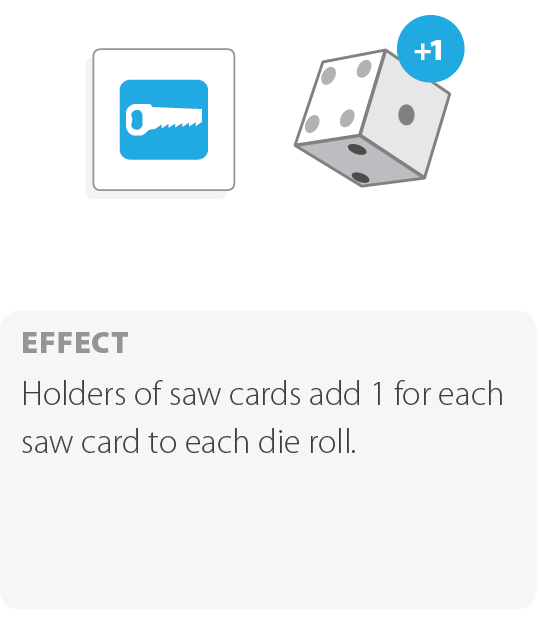 +1
EFFECT
Holders of saw cards add 1 for each
saw card to each die roll.